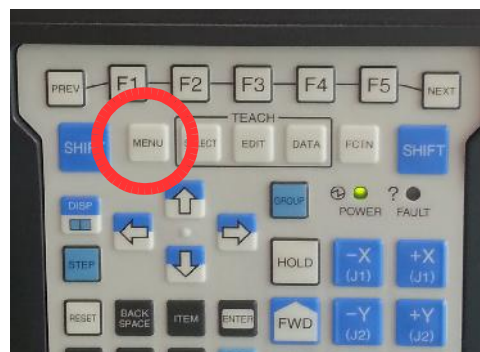 PREV F1 F2 F3 F4 F5 NEXT
TEACH
SHIFT MENU SELECT EDIT DATA FCTN SHIFT
DISP GROUP ? POWER FAULT
STEP HOLD -X (J1) +X (J1)
RESET BACK SPACE ITEM ENTER FWD -Y (J2) +Y (J2)